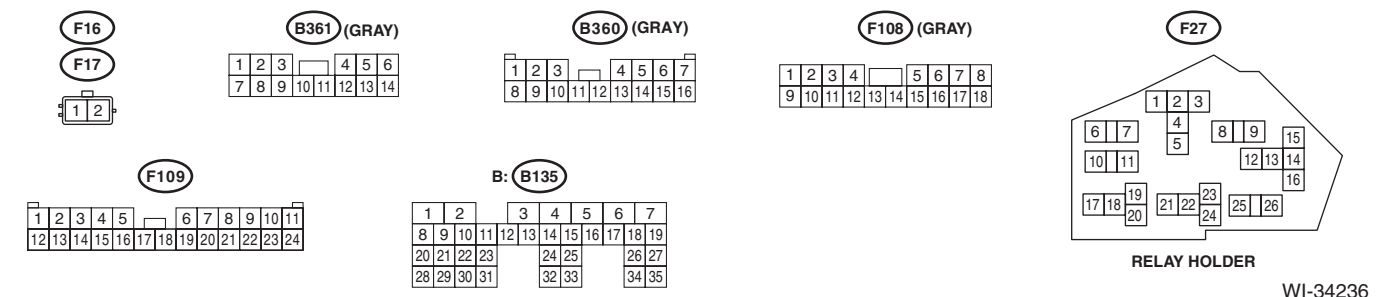 F16
F17
1 2
B361 (GRAY)
1 2 3 4 5 6
7 8 9 10 11 12 13 14
B360 (GRAY)
1 2 3 4 5 6 7
8 9 10 11 12 13 14 15 16
F108 (GRAY)
1 2 3 4 5 6 7 8
9 10 11 12 13 14 15 16 17 18
F27
1 2 3
4
5
6 7
8 9
15
10 11
12 13 14
16
17 18 19
20
21 22 23
24
25 26
RELAY HOLDER
F109
1 2 3 4 5 6 7 8 9 10 11
12 13 14 15 16 17 18 19 20 21 22 23 24
B: B135
1 2 3 4 5 6 7
8 9 10 11 12 13 14 15 16 17 18 19
20 21 22 23 24 25 26 27
28 29 30 31 32 33 34 35
WI-34236